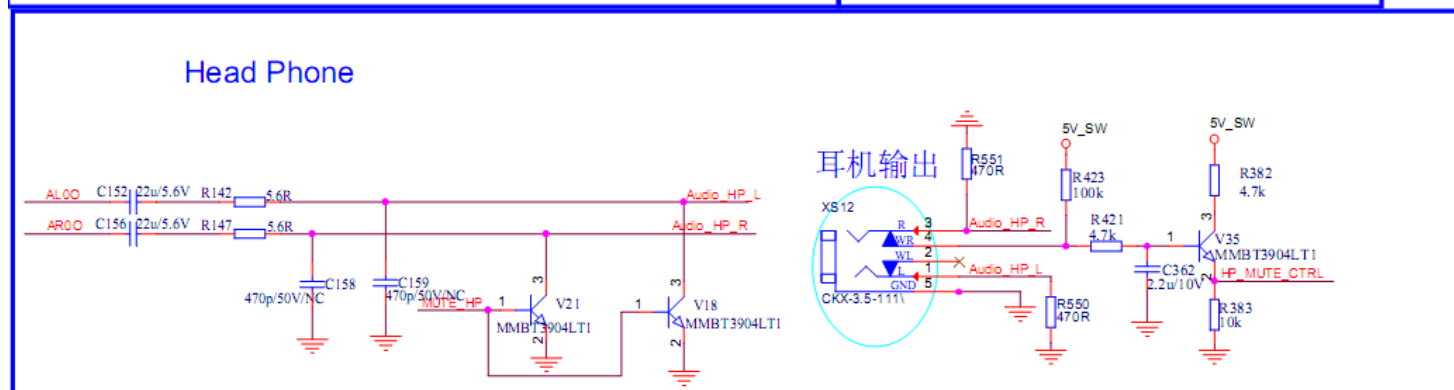 Head Phone
AL0O
C152
22u/5.6V
R142
5.6R
Audio_HP_L
AR0O
C156
22u/5.6V
R147
5.6R
Audio_HP_R
C158
470p/50V/NC
C159
470p/50V/NC
MUTE_HP
1
3
2
V21
MMBT3904LT1
1
3
2
V18
MMBT3904LT1
耳机输出
XS12
R
3
Audio_HP_R
WR
4
WL
2
L
1
Audio_HP_L
GND
5
CKX-3.5-111\
R551
470R
R550
470R
5V_SW
R423
100k
R421
4.7k
C362
2.2u/10V
5V_SW
R382
4.7k
1
3
2
V35
MMBT3904LT1
HP_MUTE_CTRL
R383
10k